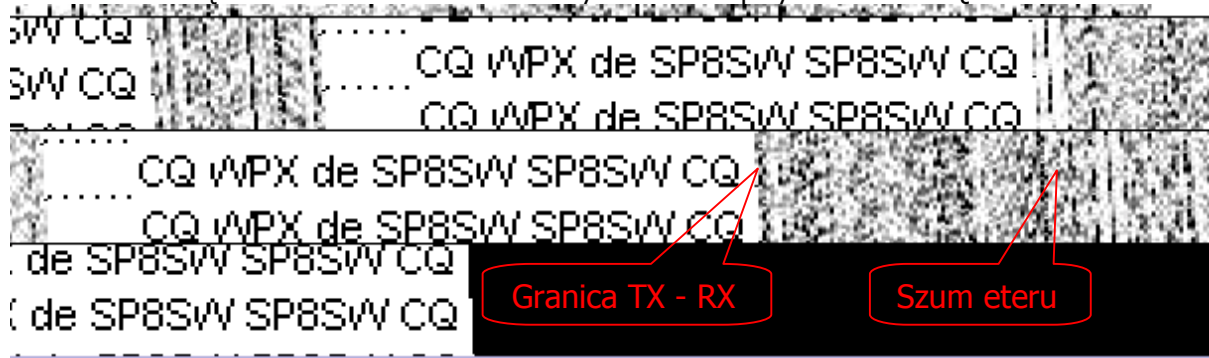 SW CQ
CQ WPX de SP8SW SP8SW CQ
SW CQ
CQ WPX de SP8SW SP8SW CQ
CQ WPX de SP8SW SP8SW CQ
CQ WPX de SP8SW SP8SW CQ
. de SP8SW SP8SW CQ
de SP8SW SP8SW CQ
Granica TX - RX
Szum eteru